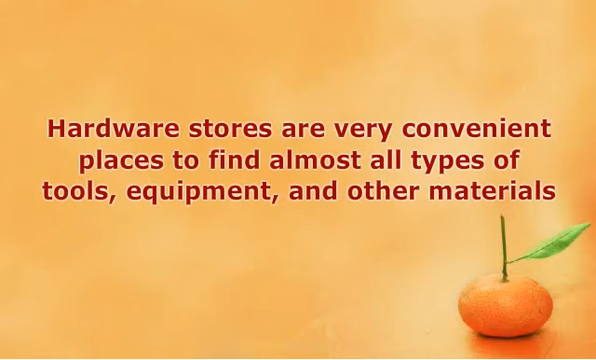 Hardware stores are very convenient
places to find almost all types of
tools, equipment, and other materials